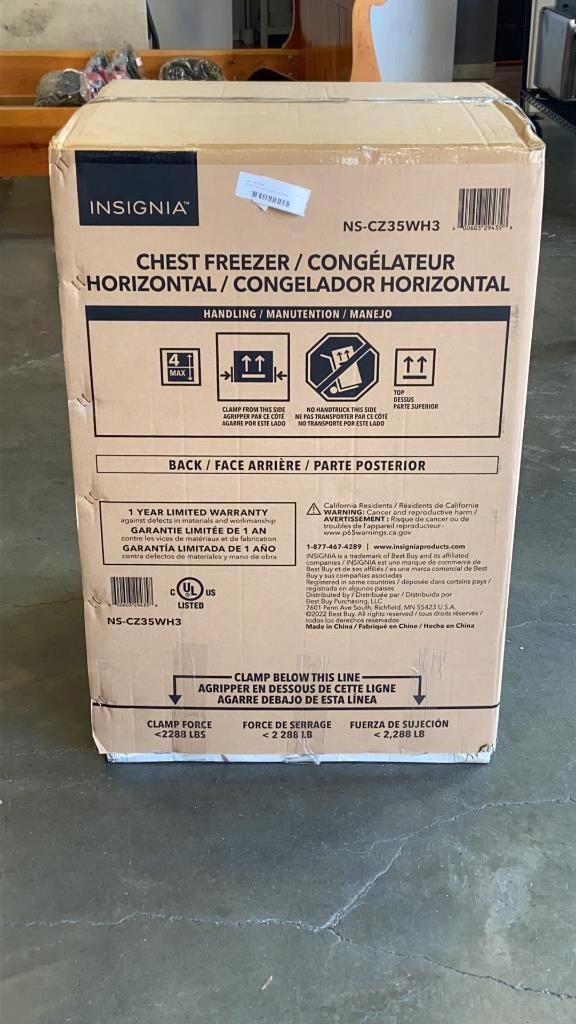 INSIGNIA™
NS-CZ35WH3
CHEST FREEZER / CONGÉLATEUR
HORIZONTAL / CONGELADOR HORIZONTAL
HANDLING / MANUTENTION / MANEJO
4
MAX
CLAMP FROM THIS SIDE
AGRIPPER PAR CE CÔTÉ
AGARRE POR ESTE LADO
NO HANDTRUCK THIS SIDE
NE PAS TRANSPORTER PAR CE CÔTÉ
NO TRANSPORTE POR ESTE LADO
TOP
DESSUS
PARTE SUPERIOR
BACK / FACE ARRIÈRE / PARTE POSTERIOR
1 YEAR LIMITED WARRANTY
against defects in materials and workmanship
GARANTIE LIMITÉE DE 1 AN
contre les vices de matériaux et de fabrication
GARANTÍA LIMITADA DE 1 AÑO
contra defectos de materiales y mano de obra
C UL US
LISTED
NS-CZ35WH3
California Residents / Résidents de Californie
WARNING: Cancer and reproductive harm /
AVERTISSEMENT : Risque de cancer ou de
troubles de l'appareil reproducteur -
www.p65warnings.ca.gov
1-877-467-4289 | www.insigniaproducts.com
INSIGNIA is a trademark of Best Buy and its affiliated
companies / INSIGNIA est une marque de commerce de
Best Buy et de ses affiliés / es una marca comercial de Best
Buy y sus compañías asociadas
Registered in some countries / déposée dans certains pays /
registrada en algunos países
Distributed by / Distribuée par / Distribuida por
Best Buy Purchasing, LLC
7601 Penn Ave South, Richfield, MN 55423 U.S.A.
©2022 Best Buy. All rights reserved / tous droits réservés /
todos los derechos reservados
Made in China / Fabriqué en Chine / Hecho en China
CLAMP BELOW THIS LINE
AGRIPPER EN DESSOUS DE CETTE LIGNE
AGARRE DEBAJO DE ESTA LÍNEA
CLAMP FORCE
<2288 LBS
FORCE DE SERRAGE
< 2 288 LB
FUERZA DE SUJECIÓN
< 2,288 LB